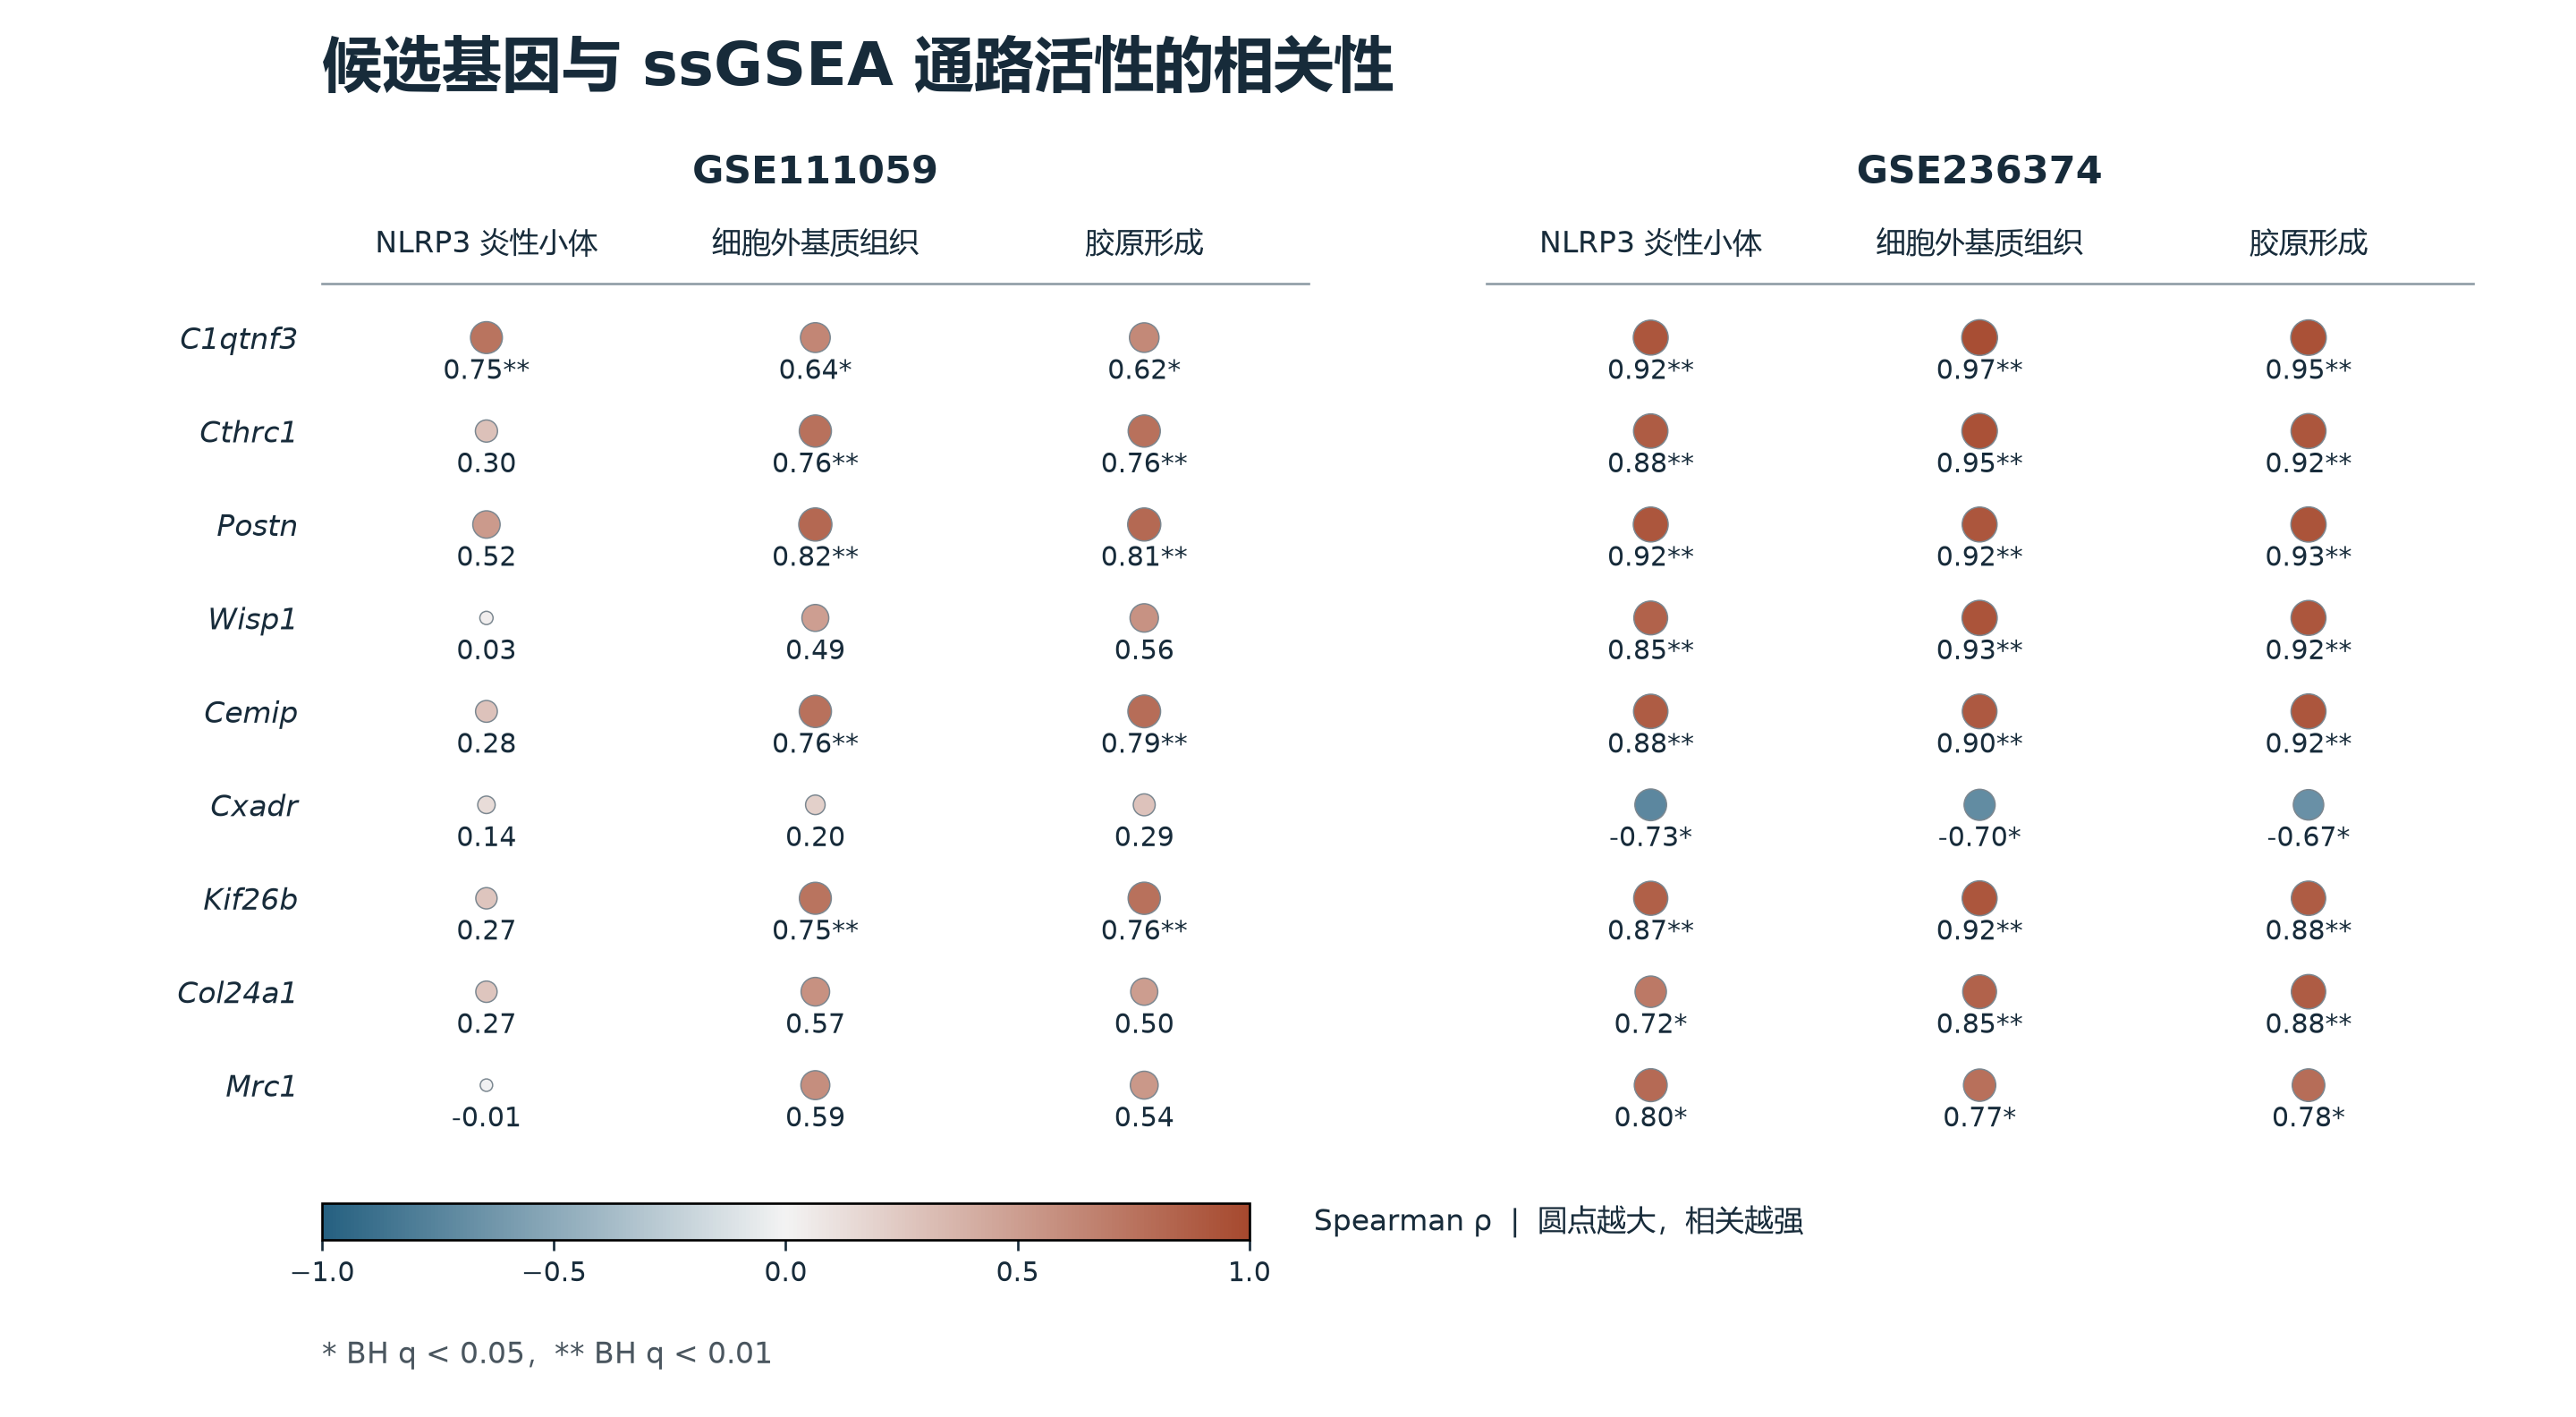 候选基因与 ssGSEA 通路活性的相关性
GSE111059 GSE236374
NLRP3 炎性小体 细胞外基质组织 胶原形成 NLRP3 炎性小体 细胞外基质组织 胶原形成
C1qtnf3
0.75** 0.64* 0.62* 0.92** 0.97** 0.95**
Cthrc1
0.30 0.76** 0.76** 0.88** 0.95** 0.92**
Postn
0.52 0.82** 0.81** 0.92** 0.92** 0.93**
Wisp1
0.03 0.49 0.56 0.85** 0.93** 0.92**
Cemip
0.28 0.76** 0.79** 0.88** 0.90** 0.92**
Cxadr
0.14 0.20 0.29 -0.73* -0.70* -0.67*
Kif26b
0.27 0.75** 0.76** 0.87** 0.92** 0.88**
Col24a1
0.27 0.57 0.50 0.72* 0.85** 0.88**
Mrc1
-0.01 0.59 0.54 0.80* 0.77* 0.78*
Spearman ρ | 圆点越大，相关越强
−1.0 −0.5 0.0 0.5 1.0
* BH q < 0.05，** BH q < 0.01